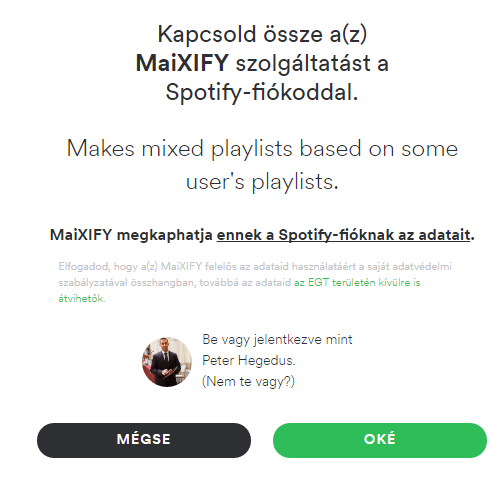 Kapcsold össze a(z)
MaiXIFY szolgáltatást a
Spotify-fiókoddal.
Makes mixed playlists based on some
user's playlists.
MaiXIFY megkaphatja ennek a Spotify-fióknak az adatait.
Elfogadod, hogy a(z) MaiXIFY felelős az adataid használatáért a saját adatvédelmi
szabályzatával összhangban, továbbá az adataid az EGT területén kívülre is
átvihetők.
Be vagy jelentkezve mint
Peter Hegedus.
(Nem te vagy?)
MÉGSE
OKÉ